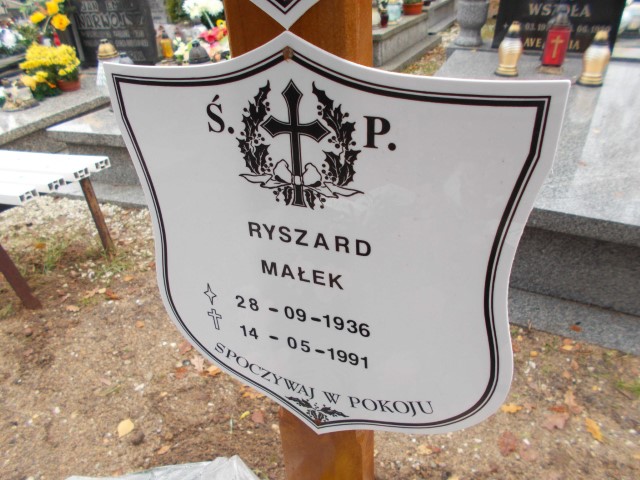 Ś. P.
RYSZARD
MAŁEK
28-09-1936
14-05-1991
SPOCZYWAJ W POKOJU